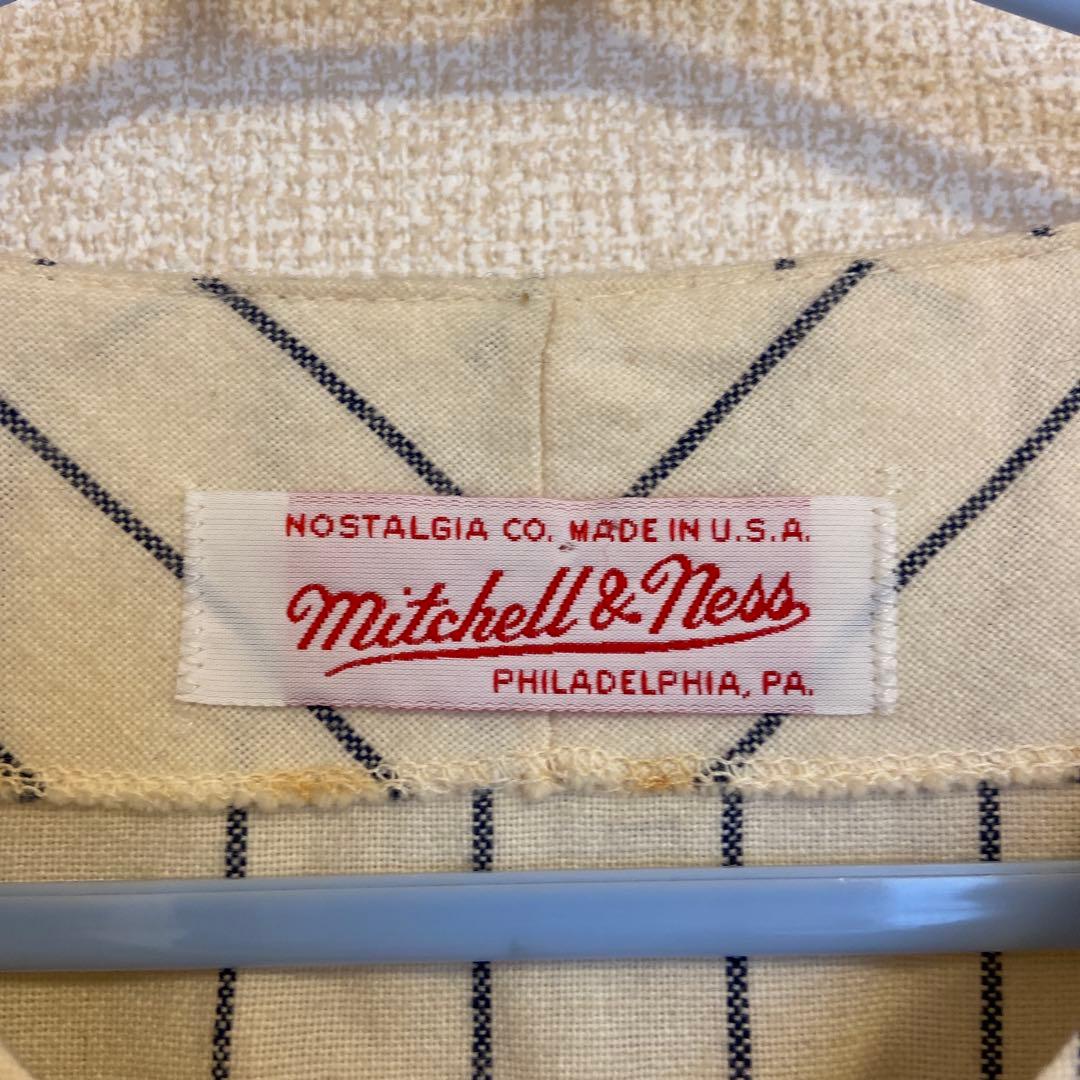 NOSTALGIA CO. MADE IN U.S.A.
Mitchell & Ness
PHILADELPHIA, PA.